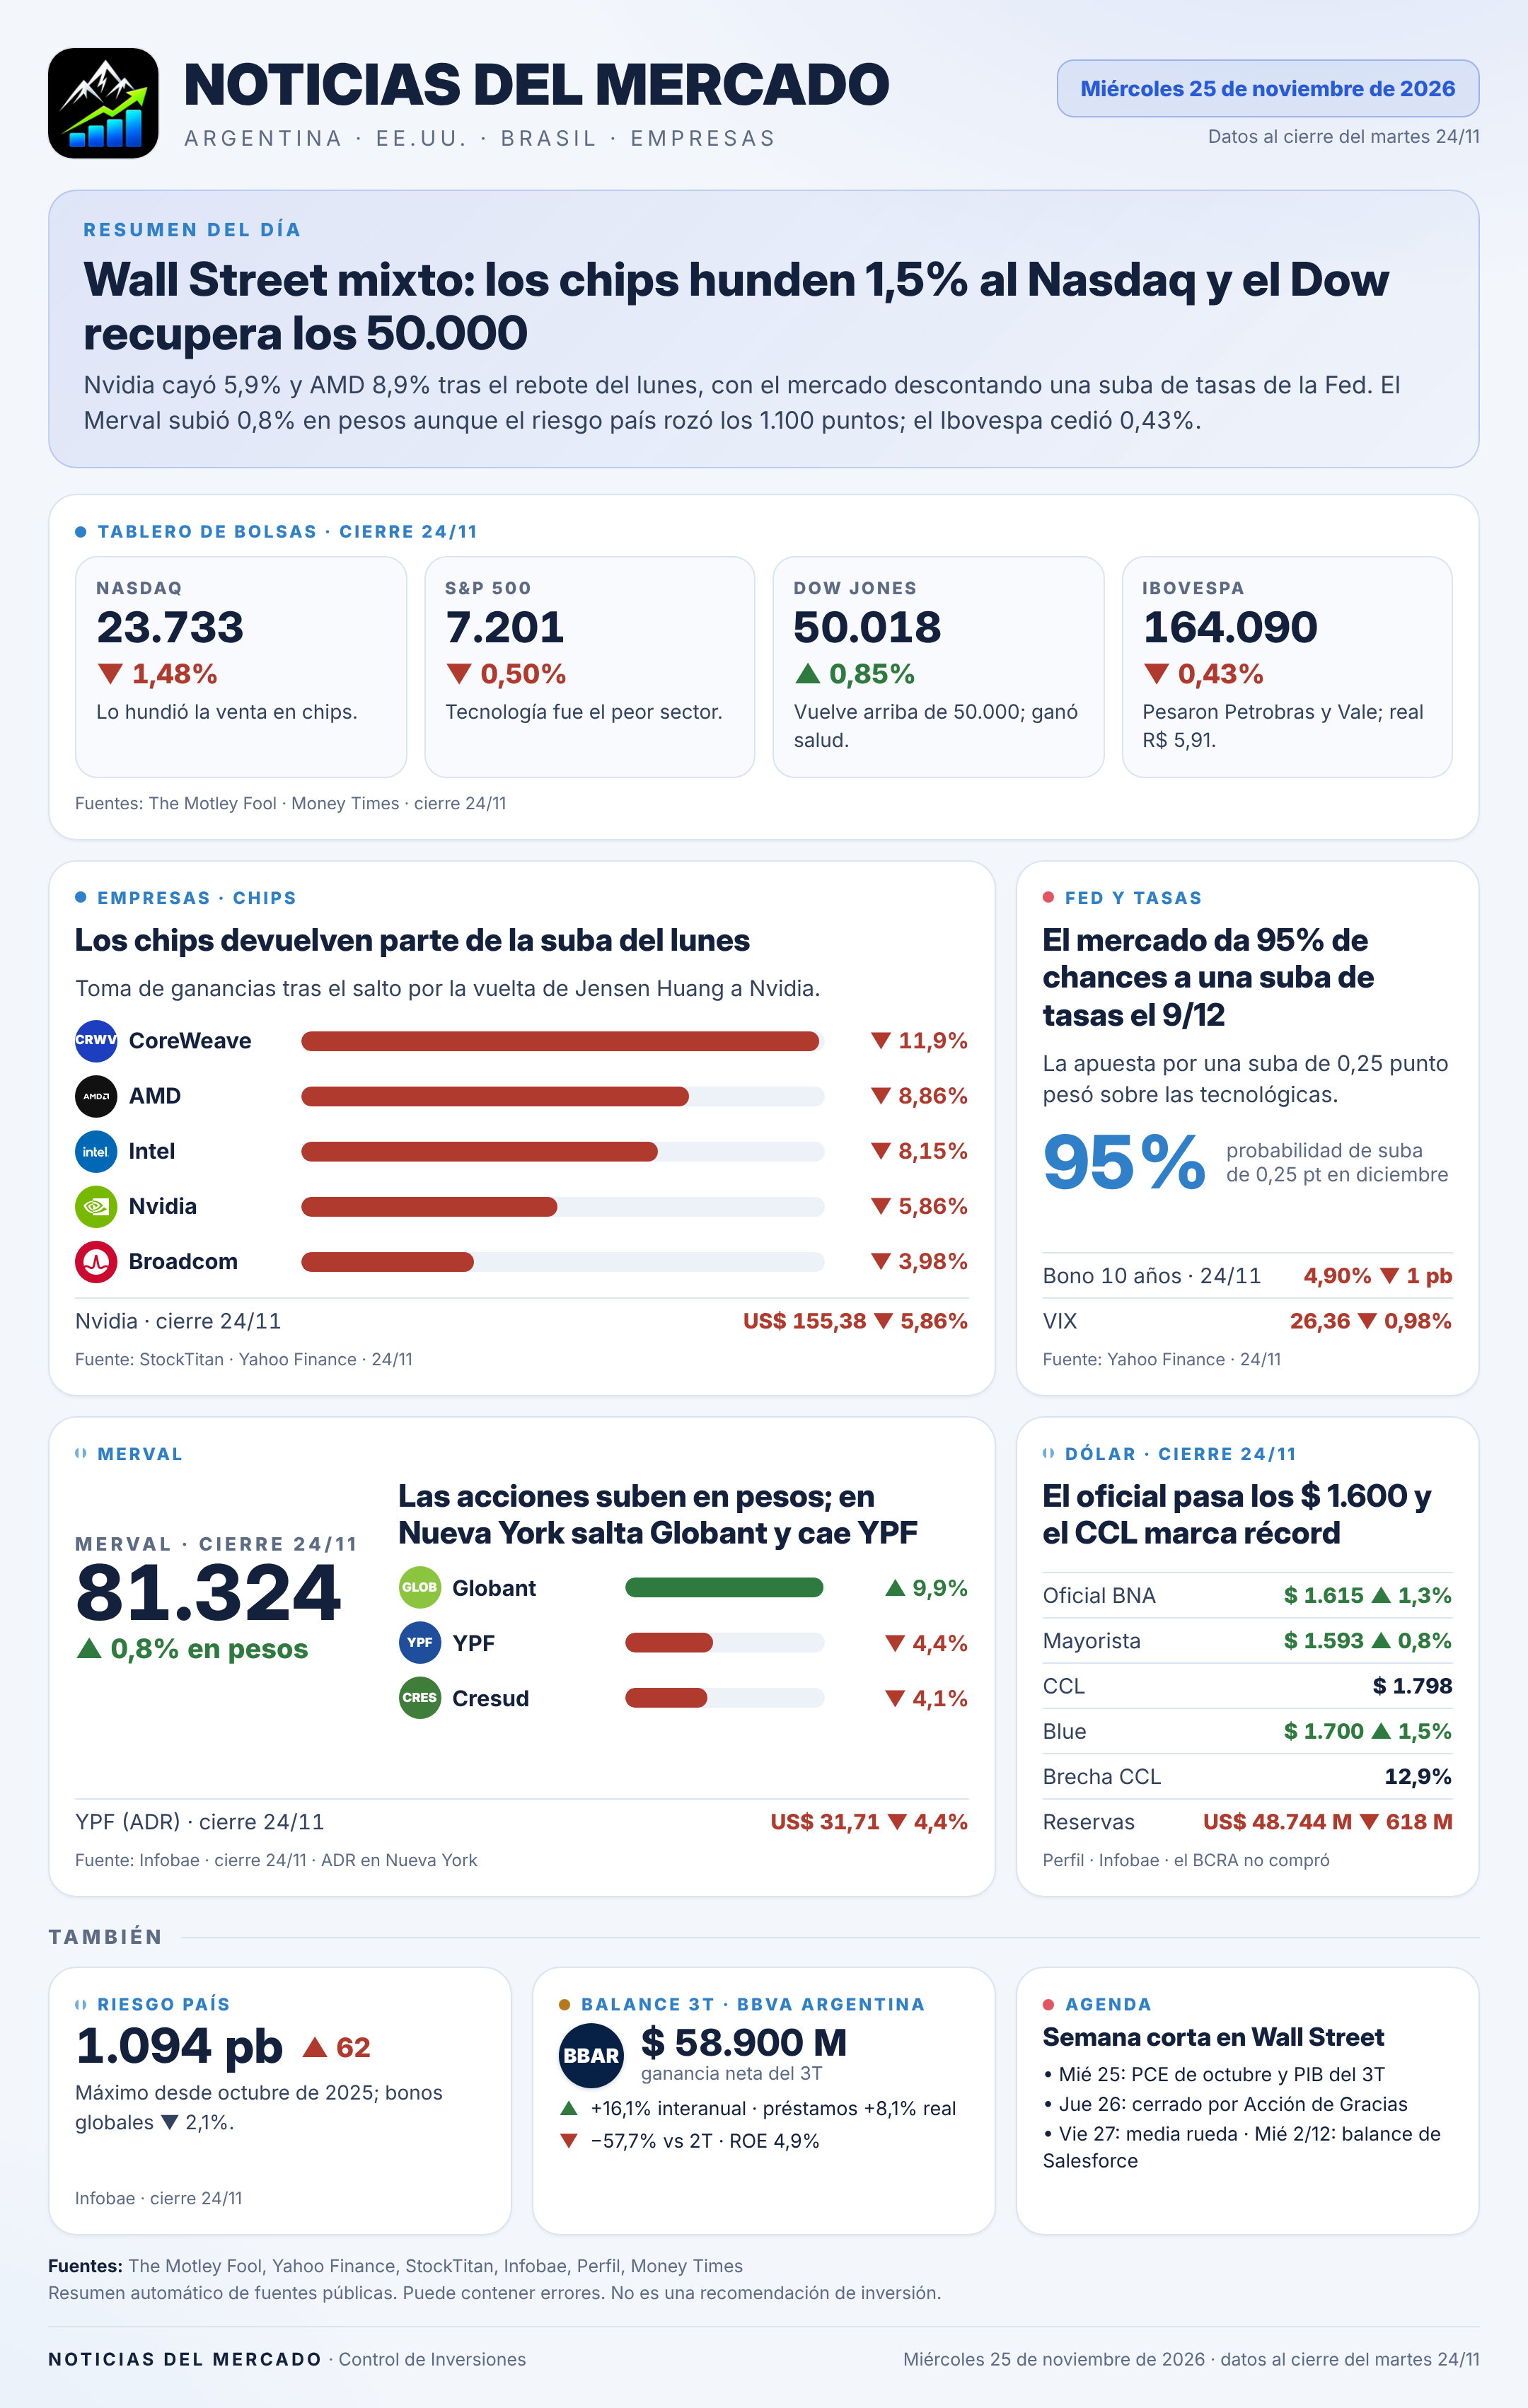 NOTICIAS DEL MERCADO
ARGENTINA · EE.UU. · BRASIL · EMPRESAS
Miércoles 25 de noviembre de 2026
Datos al cierre del martes 24/11
RESUMEN DEL DÍA
Wall Street mixto: los chips hunden 1,5% al Nasdaq y el Dow
recupera los 50.000
Nvidia cayó 5,9% y AMD 8,9% tras el rebote del lunes, con el mercado descontando una suba de tasas de la Fed. El
Merval subió 0,8% en pesos aunque el riesgo país rozó los 1.100 puntos; el Ibovespa cedió 0,43%.
TABLERO DE BOLSAS · CIERRE 24/11
NASDAQ
23.733
▼ 1,48%
Lo hundió la venta en chips.
S&P 500
7.201
▼ 0,50%
Tecnología fue el peor sector.
DOW JONES
50.018
▲ 0,85%
Vuelve arriba de 50.000; ganó
salud.
IBOVESPA
164.090
▼ 0,43%
Pesaron Petrobras y Vale; real
R$ 5,91.
Fuentes: The Motley Fool · Money Times · cierre 24/11
EMPRESAS · CHIPS
Los chips devuelven parte de la suba del lunes
Toma de ganancias tras el salto por la vuelta de Jensen Huang a Nvidia.
CRWV CoreWeave ▼ 11,9%
AMD AMD ▼ 8,86%
intel Intel ▼ 8,15%
Nvidia ▼ 5,86%
Broadcom ▼ 3,98%
Nvidia · cierre 24/11 US$ 155,38 ▼ 5,86%
Fuente: StockTitan · Yahoo Finance · 24/11
FED Y TASAS
El mercado da 95% de
chances a una suba de
tasas el 9/12
La apuesta por una suba de 0,25 punto
pesó sobre las tecnológicas.
95%
probabilidad de suba
de 0,25 pt en diciembre
Bono 10 años · 24/11 4,90% ▼ 1 pb
VIX 26,36 ▼ 0,98%
Fuente: Yahoo Finance · 24/11
MERVAL
MERVAL · CIERRE 24/11
81.324
▲ 0,8% en pesos
Las acciones suben en pesos; en
Nueva York salta Globant y cae YPF
GLOB Globant ▲ 9,9%
YPF YPF ▼ 4,4%
CRES Cresud ▼ 4,1%
YPF (ADR) · cierre 24/11 US$ 31,71 ▼ 4,4%
Fuente: Infobae · cierre 24/11 · ADR en Nueva York
DÓLAR · CIERRE 24/11
El oficial pasa los $ 1.600 y
el CCL marca récord
Oficial BNA $ 1.615 ▲ 1,3%
Mayorista $ 1.593 ▲ 0,8%
CCL $ 1.798
Blue $ 1.700 ▲ 1,5%
Brecha CCL 12,9%
Reservas US$ 48.744 M ▼ 618 M
Perfil · Infobae · el BCRA no compró
TAMBIÉN
RIESGO PAÍS
1.094 pb ▲ 62
Máximo desde octubre de 2025; bonos
globales ▼ 2,1%.
Infobae · cierre 24/11
BALANCE 3T · BBVA ARGENTINA
BBAR
$ 58.900 M
ganancia neta del 3T
▲ +16,1% interanual · préstamos +8,1% real
▼ −57,7% vs 2T · ROE 4,9%
AGENDA
Semana corta en Wall Street
• Mié 25: PCE de octubre y PIB del 3T
• Jue 26: cerrado por Acción de Gracias
• Vie 27: media rueda · Mié 2/12: balance de
Salesforce
Fuentes: The Motley Fool, Yahoo Finance, StockTitan, Infobae, Perfil, Money Times
Resumen automático de fuentes públicas. Puede contener errores. No es una recomendación de inversión.
NOTICIAS DEL MERCADO · Control de Inversiones
Miércoles 25 de noviembre de 2026 · datos al cierre del martes 24/11